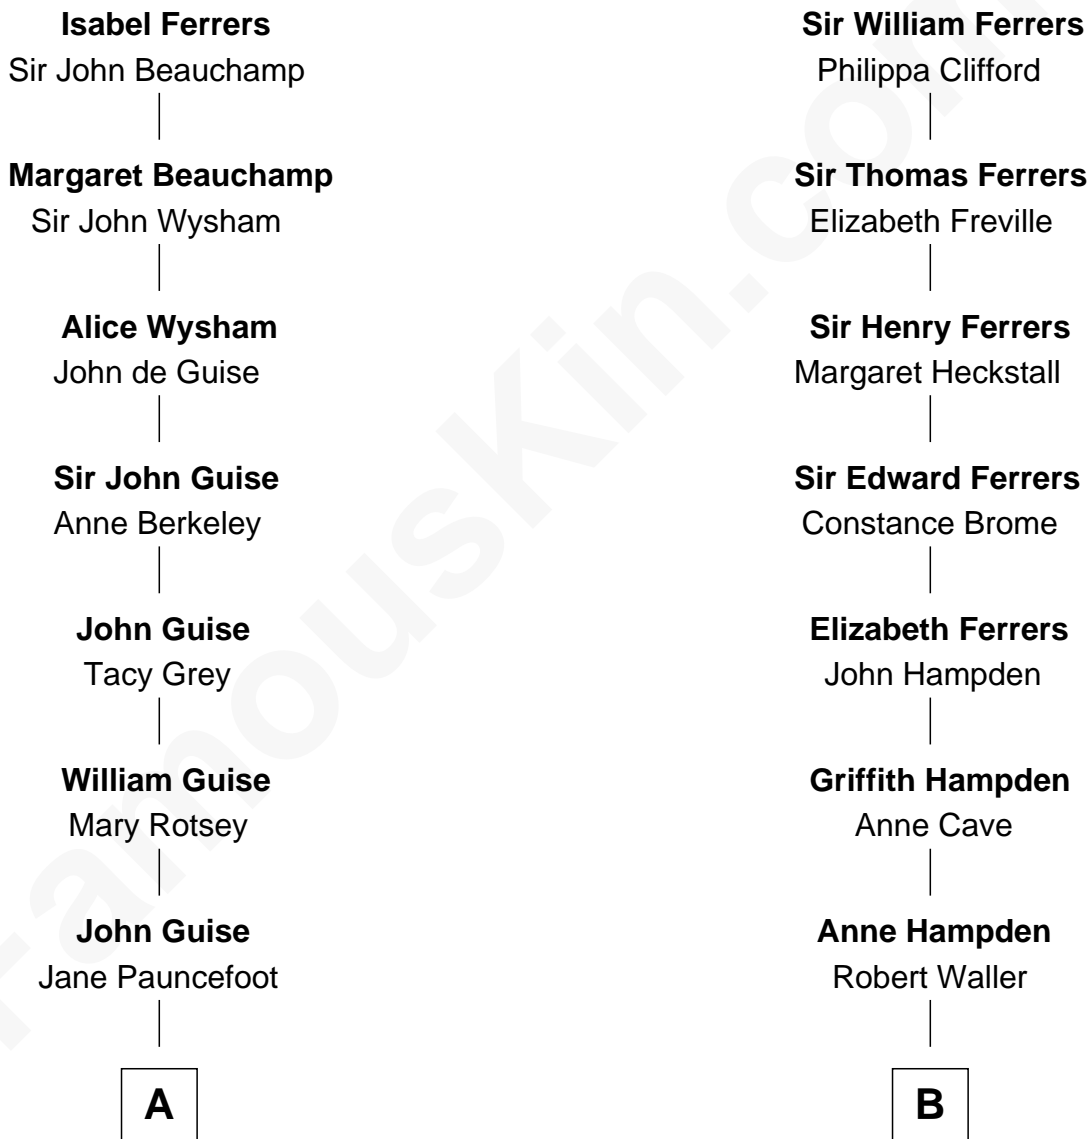 Isabel Ferrers
Sir John Beauchamp
Margaret Beauchamp
Sir John Wysham
Alice Wysham
John de Guise
Sir John Guise
Anne Berkeley
John Guise
Tacy Grey
William Guise
Mary Rotsey
John Guise
Jane Pauncefoot
A
Sir William Ferrers
Philippa Clifford
Sir Thomas Ferrers
Elizabeth Freville
Sir Henry Ferrers
Margaret Heckstall
Sir Edward Ferrers
Constance Brome
Elizabeth Ferrers
John Hampden
Griffith Hampden
Anne Cave
Anne Hampden
Robert Waller
B
FamousKin.com